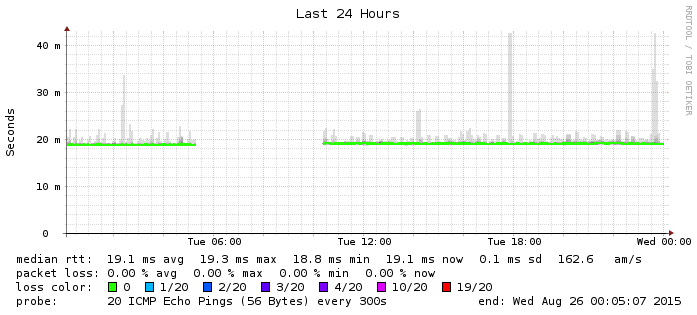 Last 24 Hours
RRDTOOL / TOBI OETIKER
Seconds
40 m
30 m
20 m
10 m
0
Tue 06:00 Tue 12:00 Tue 18:00 Wed 00:00
median rtt: 19.1 ms avg 19.3 ms max 18.8 ms min 19.1 ms now 0.1 ms sd 162.6 am/s
packet loss: 0.00 % avg 0.00 % max 0.00 % min 0.00 % now
loss color: 0 1/20 2/20 3/20 4/20 10/20 19/20
probe: 20 ICMP Echo Pings (56 Bytes) every 300s end: Wed Aug 26 00:05:07 2015